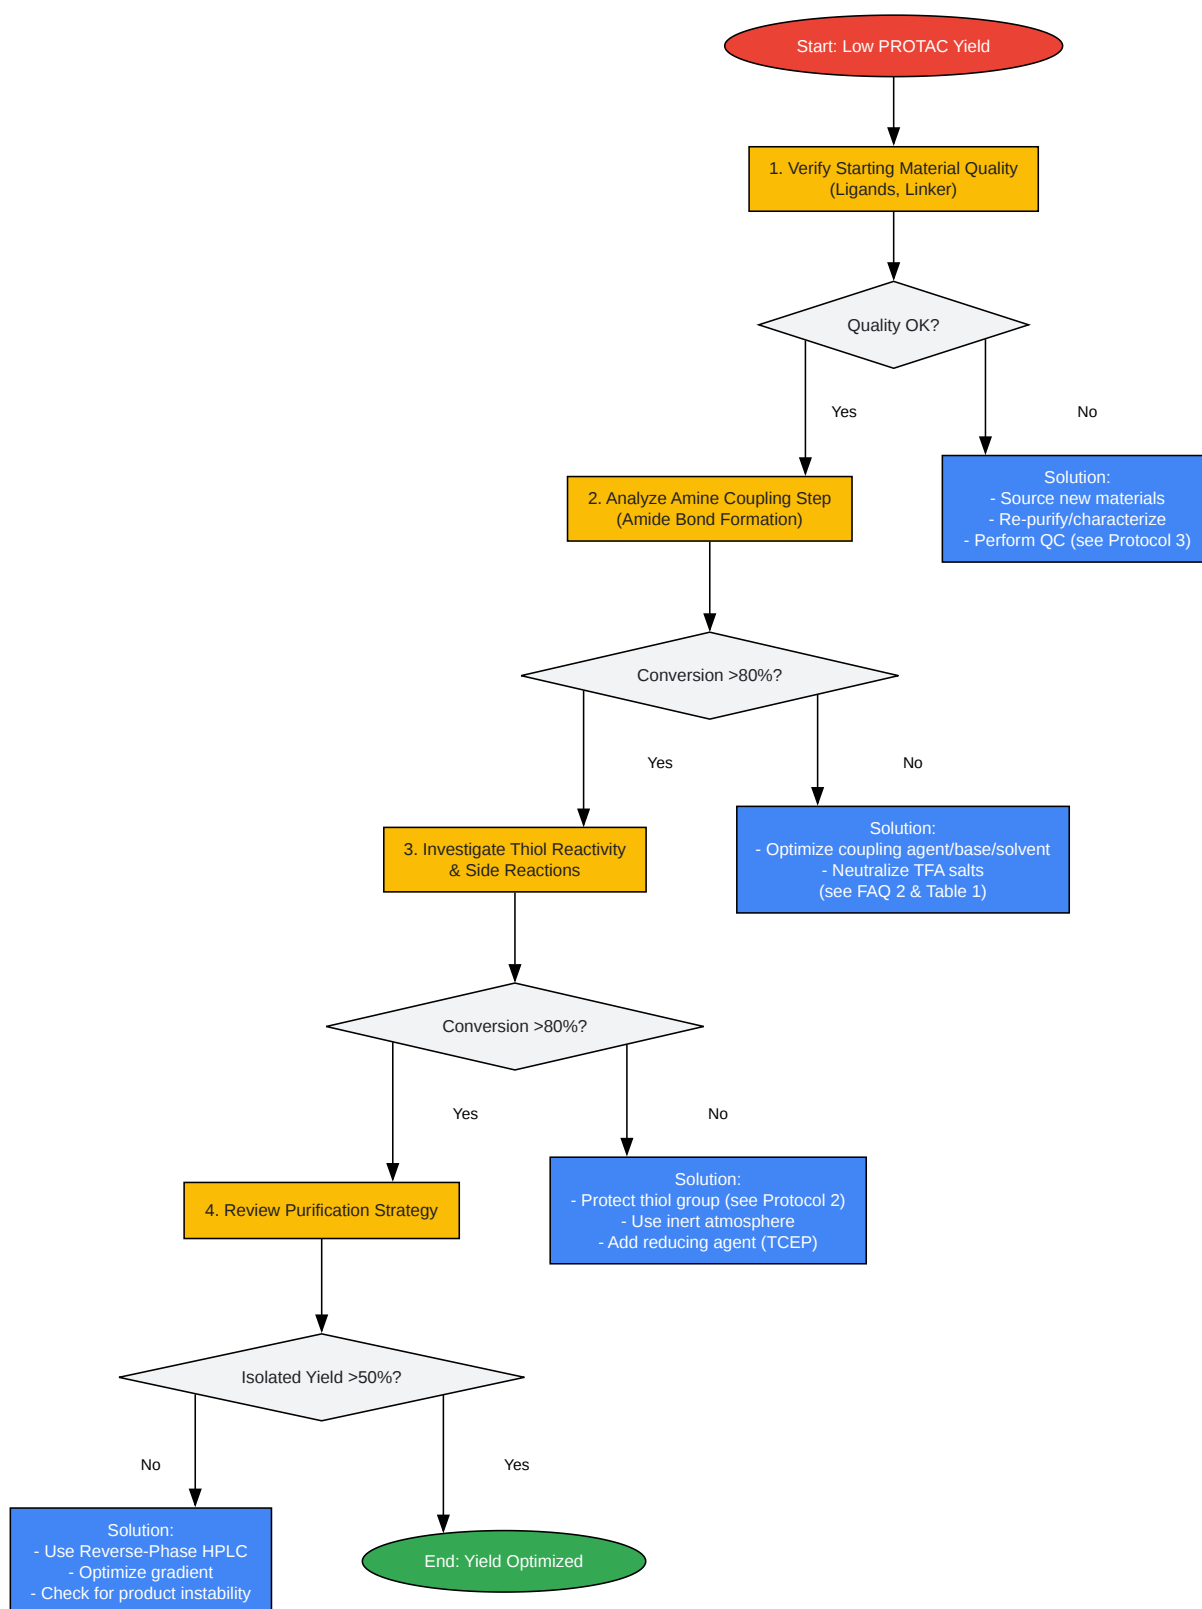 Start: Low PROTAC Yield
1. Verify Starting Material Quality
(Ligands, Linker)
Quality OK?
Yes
No
Solution:
- Source new materials
- Re-purify/characterize
- Perform QC (see Protocol 3)
2. Analyze Amine Coupling Step
(Amide Bond Formation)
Conversion >80%?
Yes
No
Solution:
- Optimize coupling agent/base/solvent
- Neutralize TFA salts
(see FAQ 2 & Table 1)
3. Investigate Thiol Reactivity
& Side Reactions
Conversion >80%?
Yes
No
Solution:
- Protect thiol group (see Protocol 2)
- Use inert atmosphere
- Add reducing agent (TCEP)
4. Review Purification Strategy
Isolated Yield >50%?
No
Yes
Solution:
- Use Reverse-Phase HPLC
- Optimize gradient
- Check for product instability
End: Yield Optimized